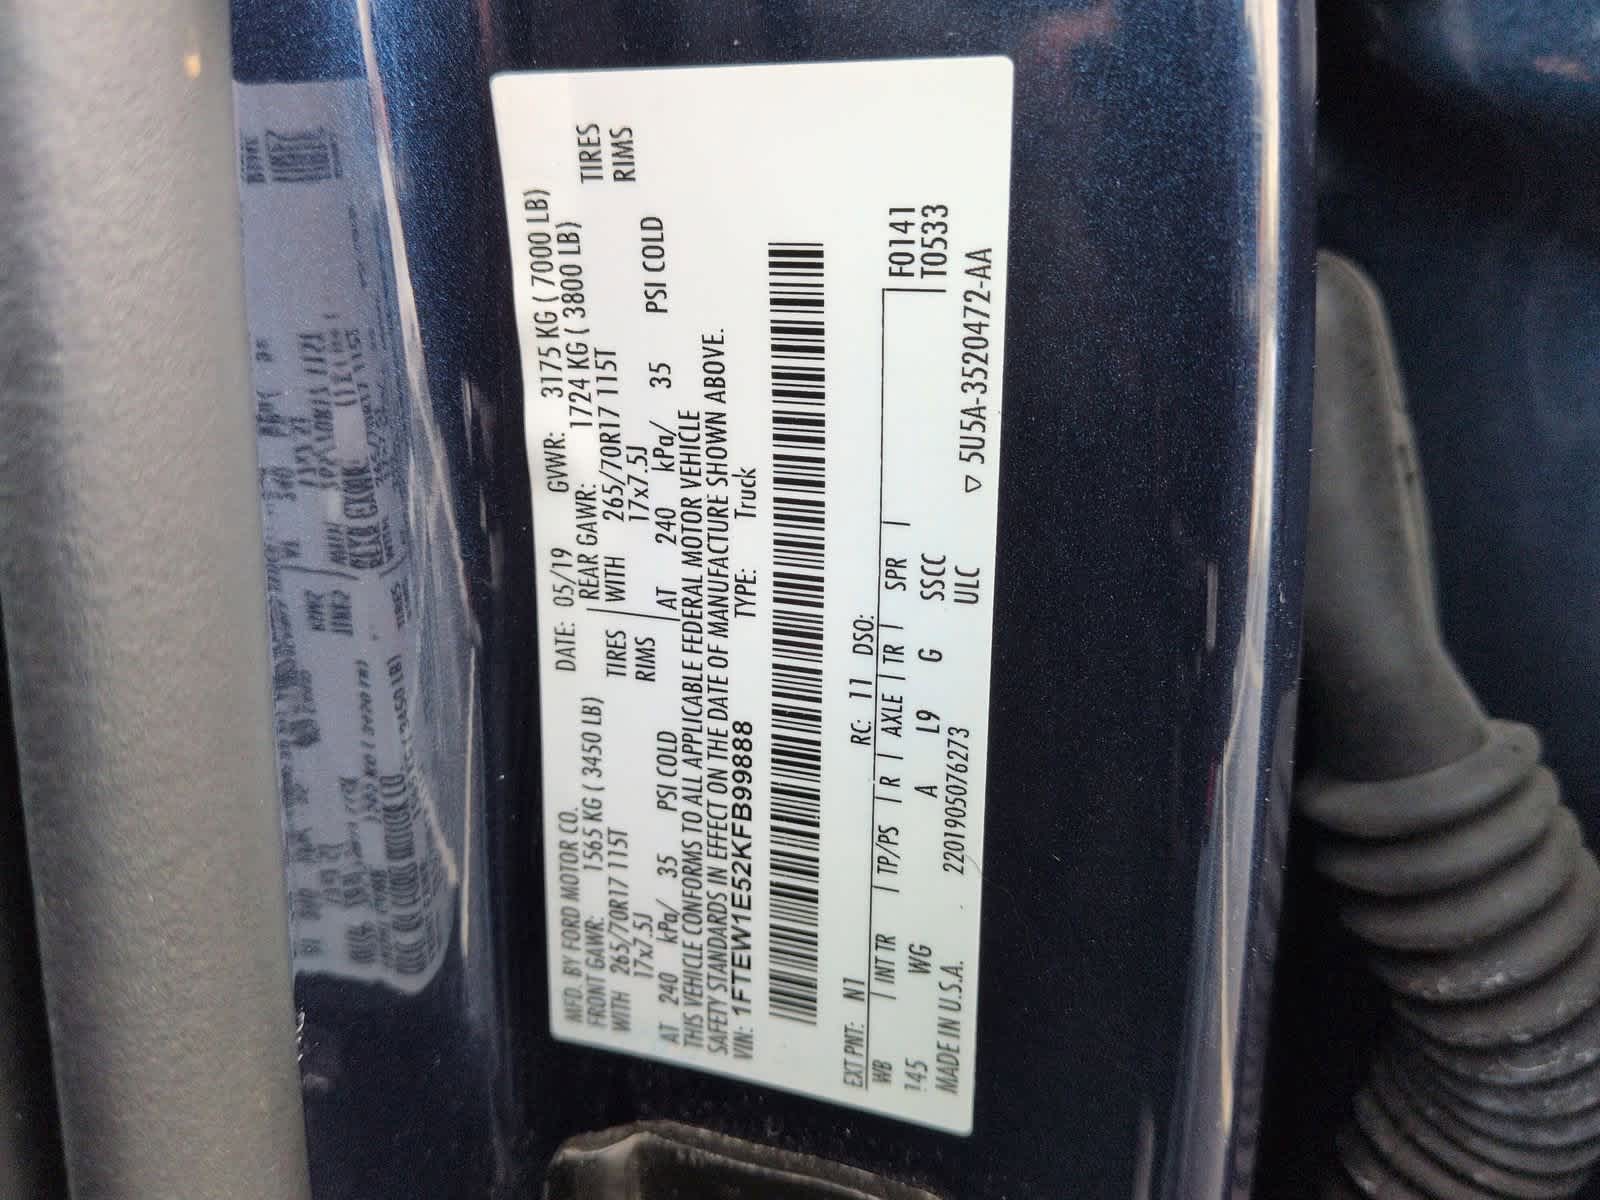 MFD. BY FORD MOTOR CO. DATE: 05/19 GVWR: 3175 KG ( 7000 LB)
FRONT GAWR: 1565 KG ( 3450 LB) REAR GAWR: 1724 KG ( 3800 LB)
WITH 265/70R17 115T TIRES WITH 265/70R17 115T TIRES
17x7.5J RIMS 17x7.5J RIMS
AT 240 kPa/ 35 PSI COLD AT 240 kPa/ 35 PSI COLD
THIS VEHICLE CONFORMS TO ALL APPLICABLE FEDERAL MOTOR VEHICLE
SAFETY STANDARDS IN EFFECT ON THE DATE OF MANUFACTURE SHOWN ABOVE.
VIN: 1FTEW1E52KFB99888 TYPE: Truck
EXT PNT: N1 RC: 11 DSO:
WB INT TR TP/PS R AXLE TR SPR F0141
145 WG A L9 G SSCC T0533
MADE IN U.S.A. 2201905076273 ULC ▽ 5U5A-3520472-AA